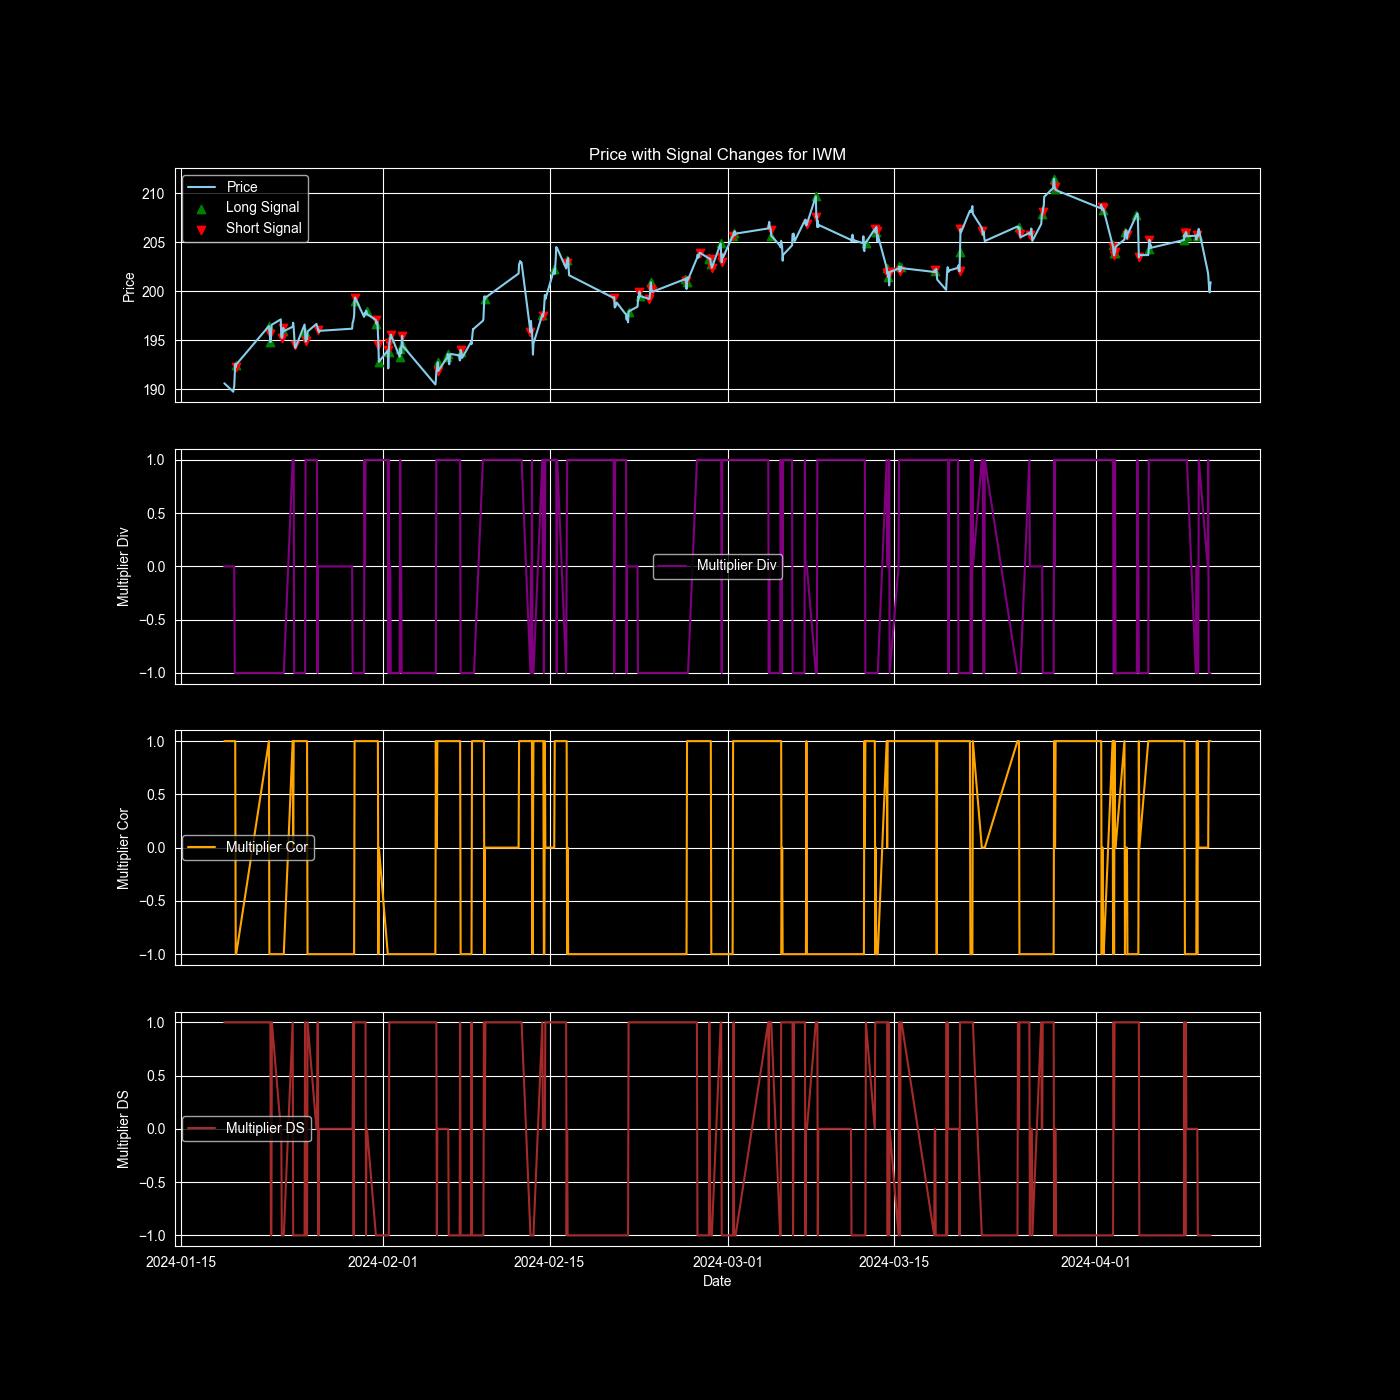 Price with Signal Changes for IWM
Price
Long Signal
Short Signal
210
205
200
195
190
Price
1.0
0.5
0.0
−0.5
−1.0
Multiplier Div
Multiplier Div
1.0
0.5
0.0
−0.5
−1.0
Multiplier Cor
Multiplier Cor
1.0
0.5
0.0
−0.5
−1.0
Multiplier DS
Multiplier DS
2024-01-15 2024-02-01 2024-02-15 2024-03-01 2024-03-15 2024-04-01
Date